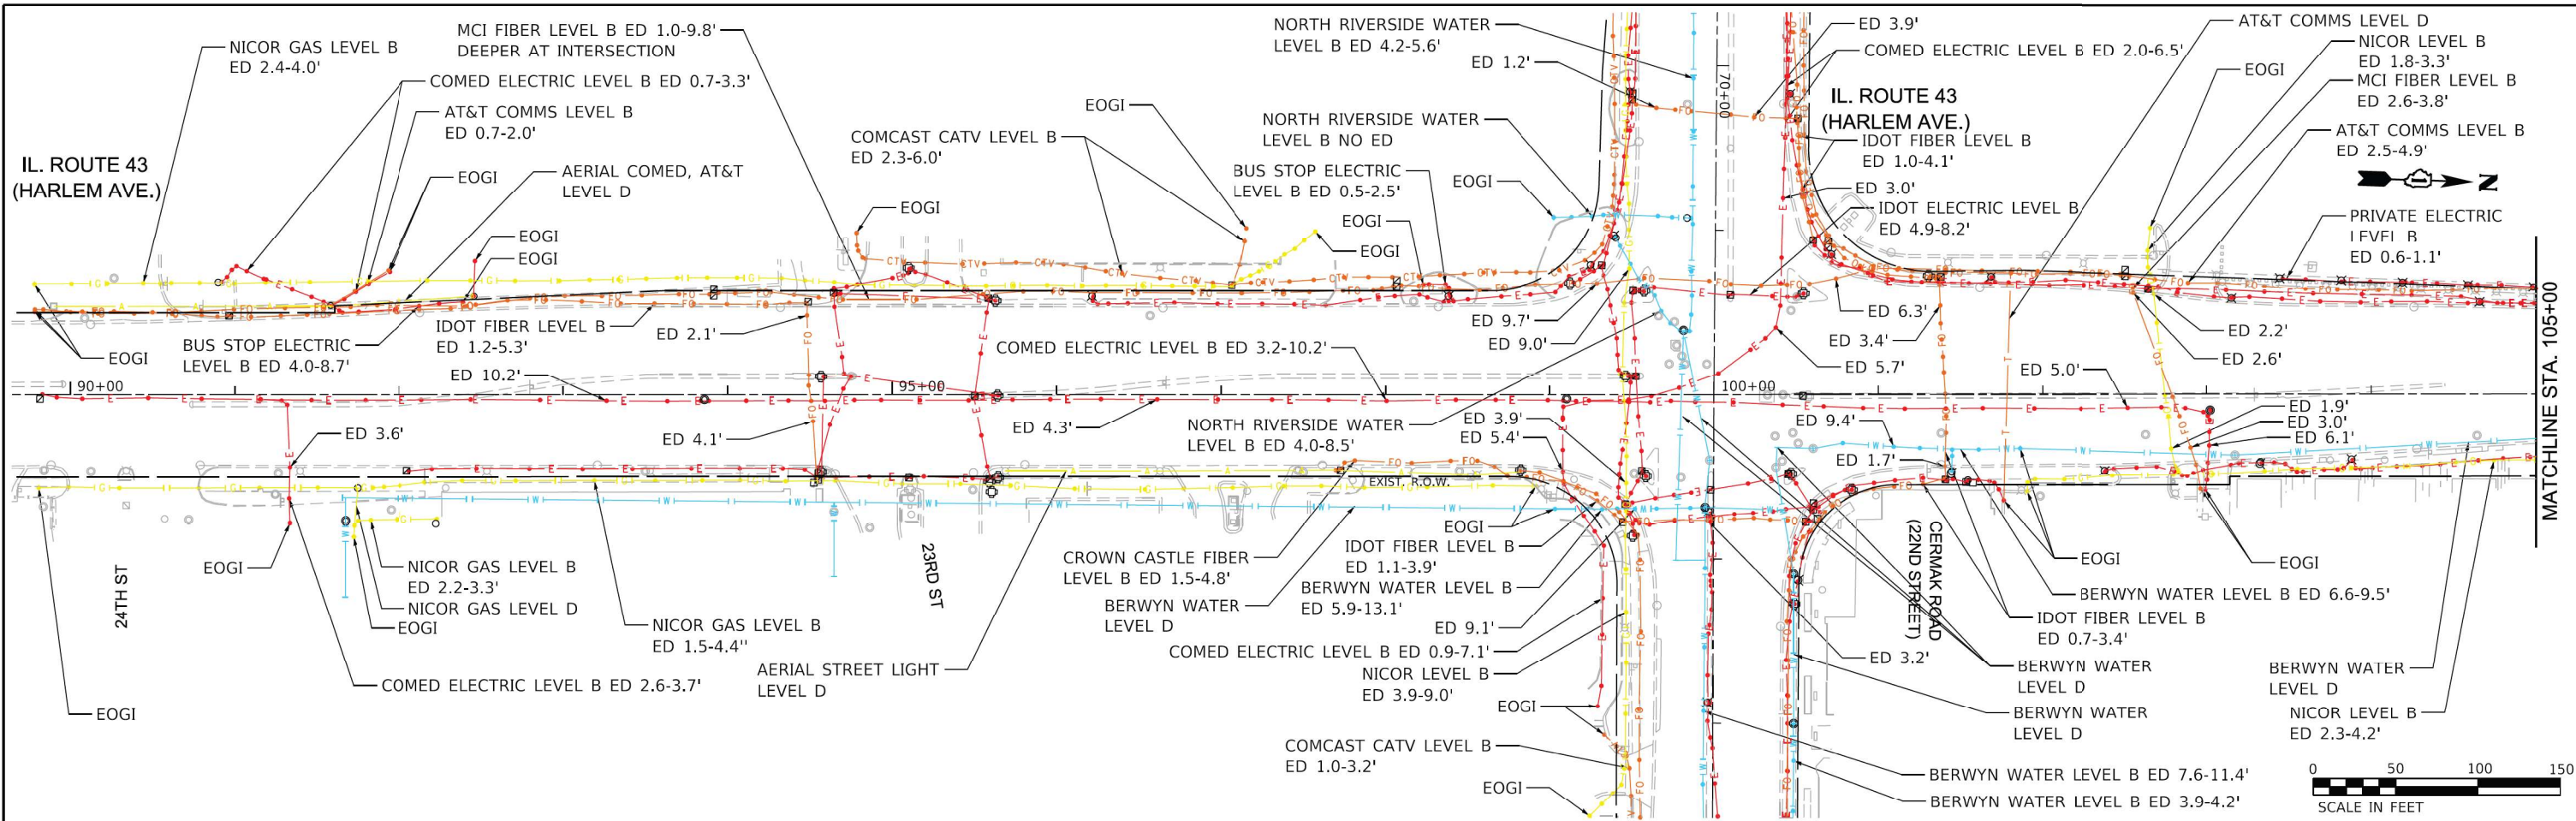 NICOR GAS LEVEL B
ED 2.4-4.0'
MCI FIBER LEVEL B ED 1.0-9.8'
DEEPER AT INTERSECTION
COMED ELECTRIC LEVEL B ED 0.7-3.3'
AT&T COMMS LEVEL B
ED 0.7-2.0'
IL. ROUTE 43
(HARLEM AVE.)
EOGI
AERIAL COMED, AT&T
LEVEL D
EOGI
EOGI
COMCAST CATV LEVEL B
ED 2.3-6.0'
EOGI
EOGI
NORTH RIVERSIDE WATER
LEVEL B ED 4.2-5.6'
ED 1.2'
NORTH RIVERSIDE WATER
LEVEL B NO ED
BUS STOP ELECTRIC
LEVEL B ED 0.5-2.5'
EOGI
EOGI
EOGI
ED 3.9'
COMED ELECTRIC LEVEL B ED 2.0-6.5'
70+00
IL. ROUTE 43
(HARLEM AVE.)
IDOT FIBER LEVEL B
ED 1.0-4.1'
ED 3.0'
IDOT ELECTRIC LEVEL B
ED 4.9-8.2'
AT&T COMMS LEVEL D
NICOR LEVEL B
ED 1.8-3.3'
EOGI
MCI FIBER LEVEL B
ED 2.6-3.8'
AT&T COMMS LEVEL B
ED 2.5-4.9'
N
PRIVATE ELECTRIC
LEVEL B
ED 0.6-1.1'
MATCHLINE STA. 105+00
EOGI
BUS STOP ELECTRIC
LEVEL B ED 4.0-8.7'
IDOT FIBER LEVEL B
ED 1.2-5.3'
ED 2.1'
ED 10.2'
COMED ELECTRIC LEVEL B ED 3.2-10.2'
ED 9.7'
ED 9.0'
ED 6.3'
ED 3.4'
ED 5.7'
ED 2.2'
ED 2.6'
ED 5.0'
90+00
95+00
100+00
ED 3.6'
ED 4.1'
ED 4.3'
NORTH RIVERSIDE WATER
LEVEL B ED 4.0-8.5'
ED 3.9'
ED 5.4'
ED 9.4'
ED 1.7'
ED 1.9'
ED 3.0'
ED 6.1'
EXIST. R.O.W.
24TH ST
EOGI
NICOR GAS LEVEL B
ED 2.2-3.3'
NICOR GAS LEVEL D
EOGI
COMED ELECTRIC LEVEL B ED 2.6-3.7'
EOGI
NICOR GAS LEVEL B
ED 1.5-4.4''
23RD ST
AERIAL STREET LIGHT
LEVEL D
CROWN CASTLE FIBER
LEVEL B ED 1.5-4.8'
BERWYN WATER
LEVEL D
EOGI
IDOT FIBER LEVEL B
ED 1.1-3.9'
BERWYN WATER LEVEL B
ED 5.9-13.1'
ED 9.1'
COMED ELECTRIC LEVEL B ED 0.9-7.1'
NICOR LEVEL B
ED 3.9-9.0'
EOGI
COMCAST CATV LEVEL B
ED 1.0-3.2'
EOGI
CERMAK ROAD
(22ND STREET)
EOGI
EOGI
BERWYN WATER LEVEL B ED 6.6-9.5'
IDOT FIBER LEVEL B
ED 0.7-3.4'
ED 3.2'
BERWYN WATER
LEVEL D
BERWYN WATER
LEVEL D
BERWYN WATER
LEVEL D
NICOR LEVEL B
ED 2.3-4.2'
BERWYN WATER LEVEL B ED 7.6-11.4'
BERWYN WATER LEVEL B ED 3.9-4.2'
0 50 100 150
SCALE IN FEET